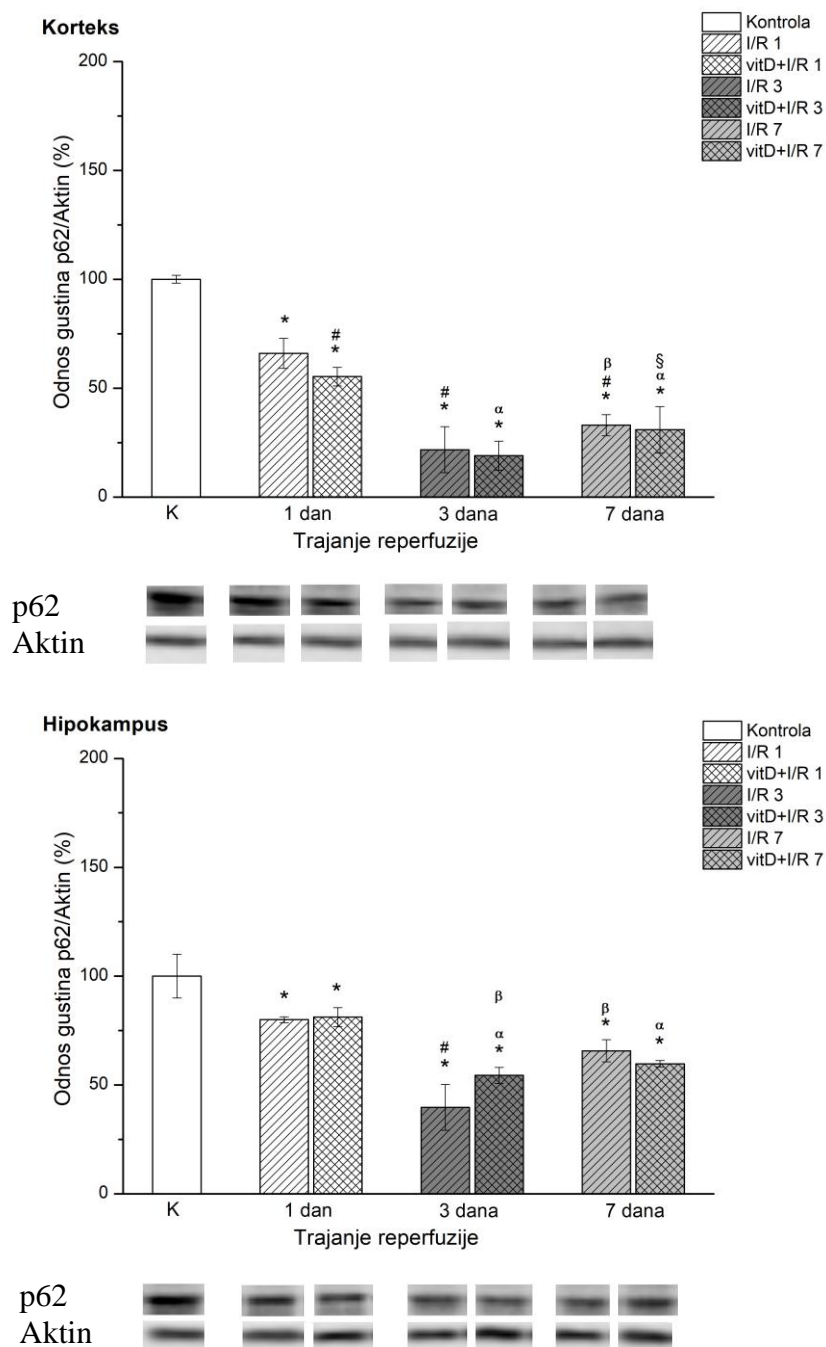 Korteks
Kontrola
I/R 1
vitD+I/R 1
I/R 3
vitD+I/R 3
I/R 7
vitD+I/R 7
Odnos gustina p62/Aktin (%)
200
150
100
50
0
*
#
*
#
*
α
*
β
#
*
§
α
*
K
1 dan
3 dana
7 dana
Trajanje reperfuzije
p62
Aktin
Hipokampus
Kontrola
I/R 1
vitD+I/R 1
I/R 3
vitD+I/R 3
I/R 7
vitD+I/R 7
Odnos gustina p62/Aktin (%)
200
150
100
50
0
*
*
#
*
β
α
*
β
*
α
*
K
1 dan
3 dana
7 dana
Trajanje reperfuzije
p62
Aktin